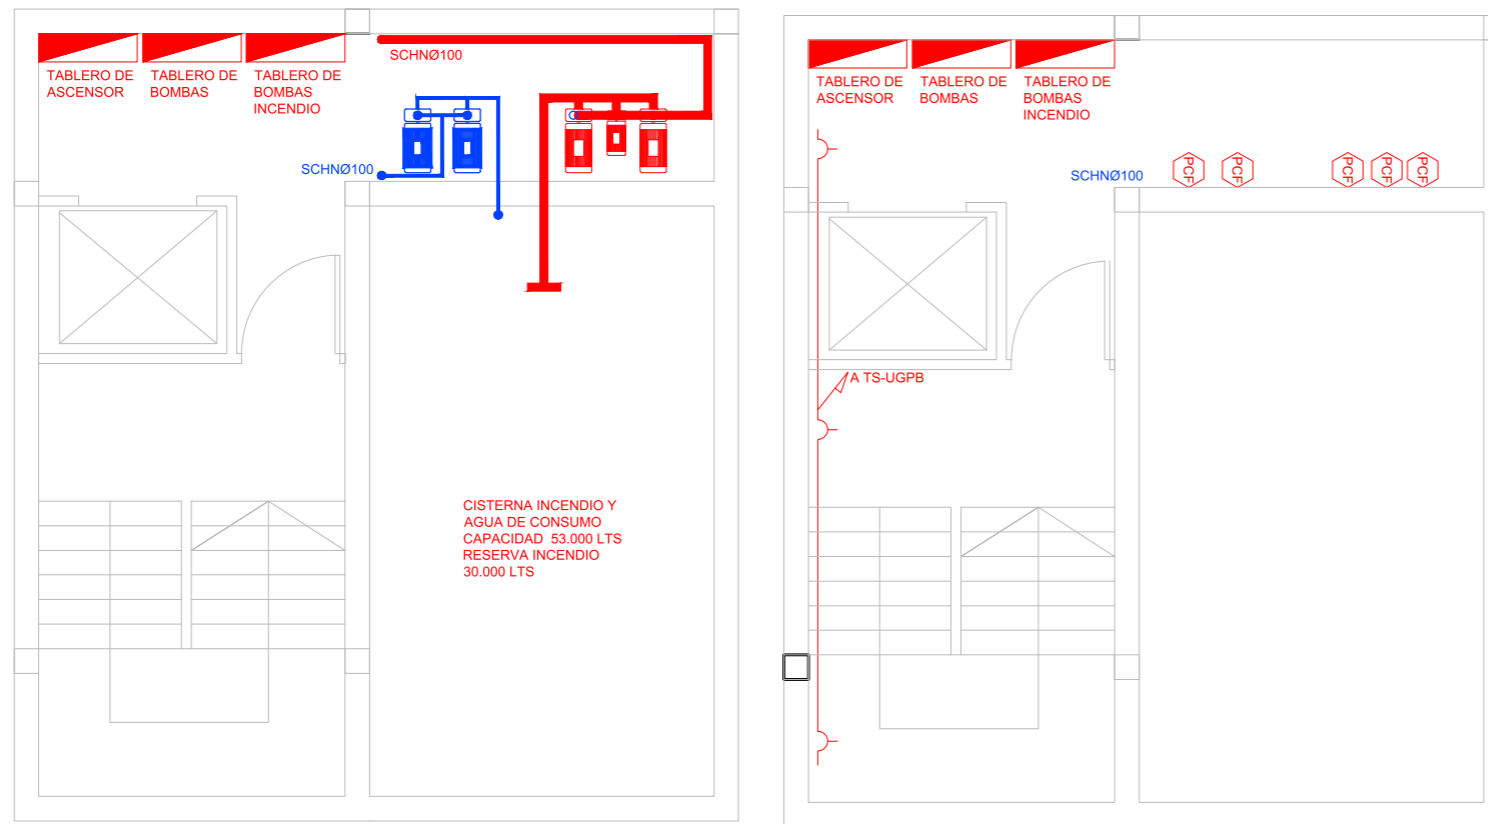 SCHNØ100
TABLERO DE
ASCENSOR
TABLERO DE
BOMBAS
TABLERO DE
BOMBAS
INCENDIO
SCHNØ100
CISTERNA INCENDIO Y
AGUA DE CONSUMO
CAPACIDAD 53.000 LTS
RESERVA INCENDIO
30.000 LTS
TABLERO DE
ASCENSOR
TABLERO DE
BOMBAS
TABLERO DE
BOMBAS
INCENDIO
SCHNØ100
PCF
PCF
PCF
PCF
PCF
A TS-UGPB